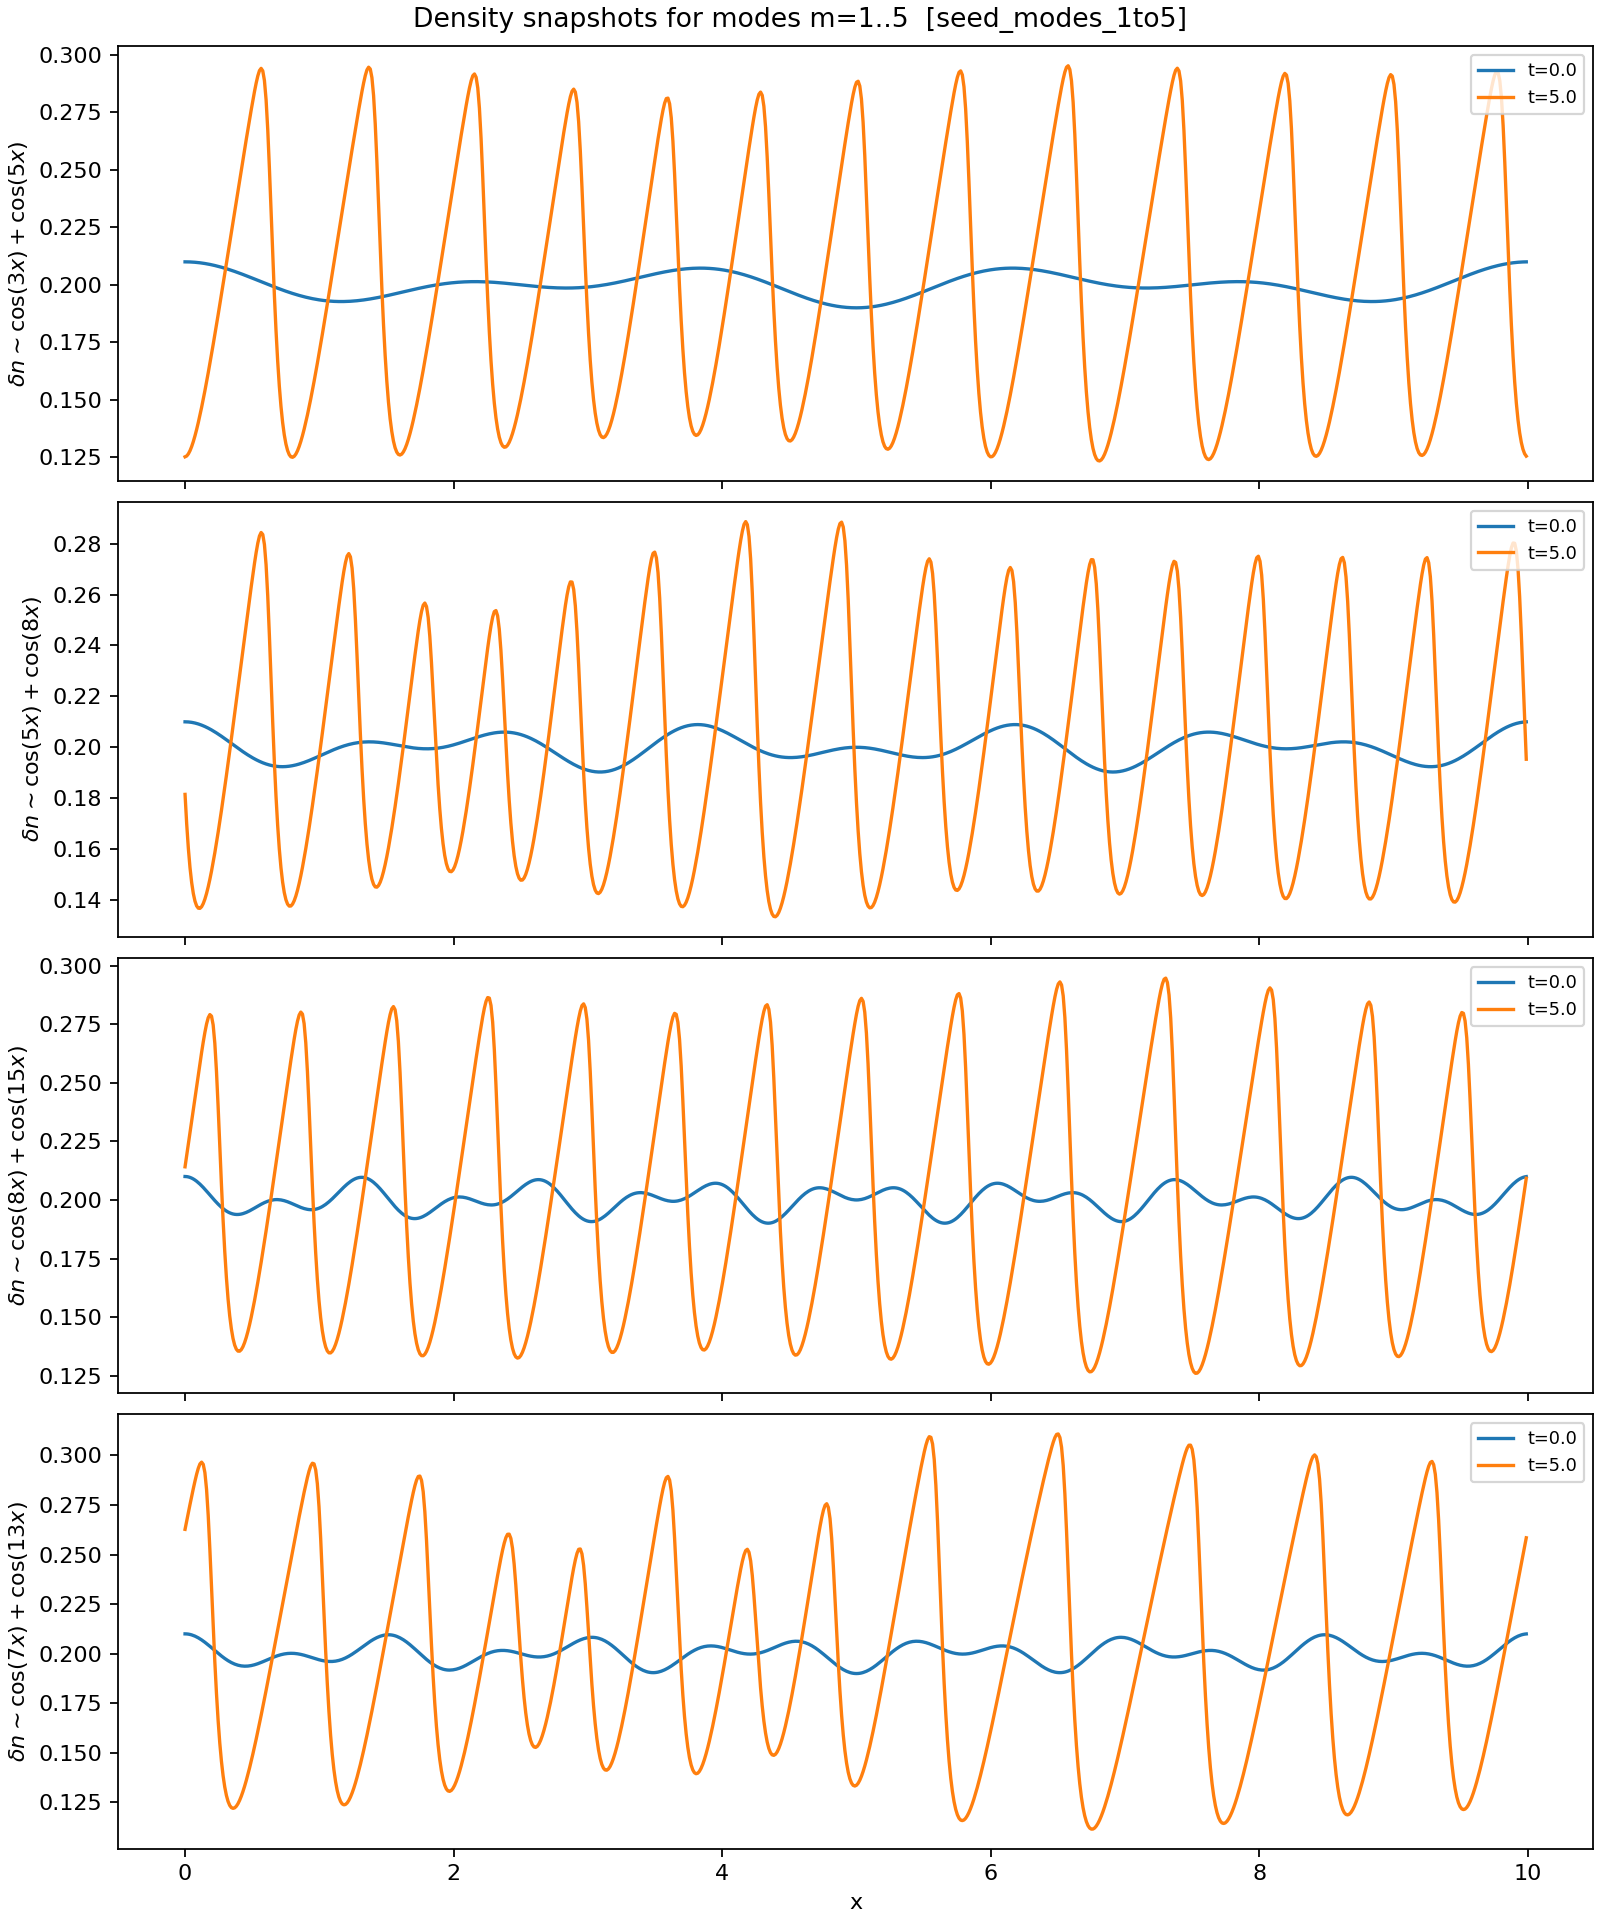 Density snapshots for modes m=1..5 [seed_modes_1to5]
δn ~ cos(3x) + cos(5x)
0.300
0.275
0.250
0.225
0.200
0.175
0.150
0.125
t=0.0
t=5.0
δn ~ cos(5x) + cos(8x)
0.28
0.26
0.24
0.22
0.20
0.18
0.16
0.14
t=0.0
t=5.0
δn ~ cos(8x) + cos(15x)
0.300
0.275
0.250
0.225
0.200
0.175
0.150
0.125
t=0.0
t=5.0
δn ~ cos(7x) + cos(13x)
0.300
0.275
0.250
0.225
0.200
0.175
0.150
0.125
t=0.0
t=5.0
0 2 4 6 8 10
x